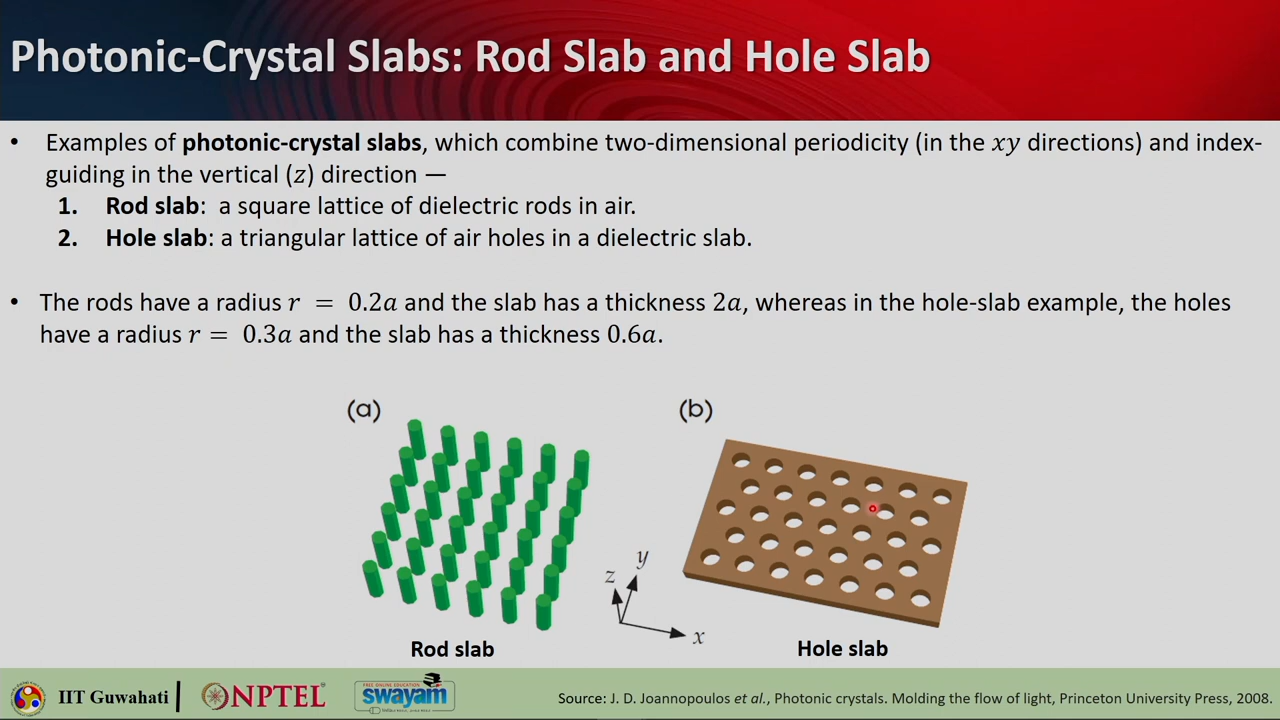 Photonic-Crystal Slabs: Rod Slab and Hole Slab
• Examples of photonic-crystal slabs, which combine two-dimensional periodicity (in the xy directions) and index-
guiding in the vertical (z) direction —
1. Rod slab: a square lattice of dielectric rods in air.
2. Hole slab: a triangular lattice of air holes in a dielectric slab.
• The rods have a radius r = 0.2a and the slab has a thickness 2a, whereas in the hole-slab example, the holes
have a radius r = 0.3a and the slab has a thickness 0.6a.
(a)
(b)
z
y
x
Rod slab
Hole slab
IIT Guwahati
NPTEL
FREE ONLINE EDUCATION
swayam
Source: J. D. Joannopoulos et al., Photonic Crystals. Molding the flow of light, Princeton University Press, 2008.